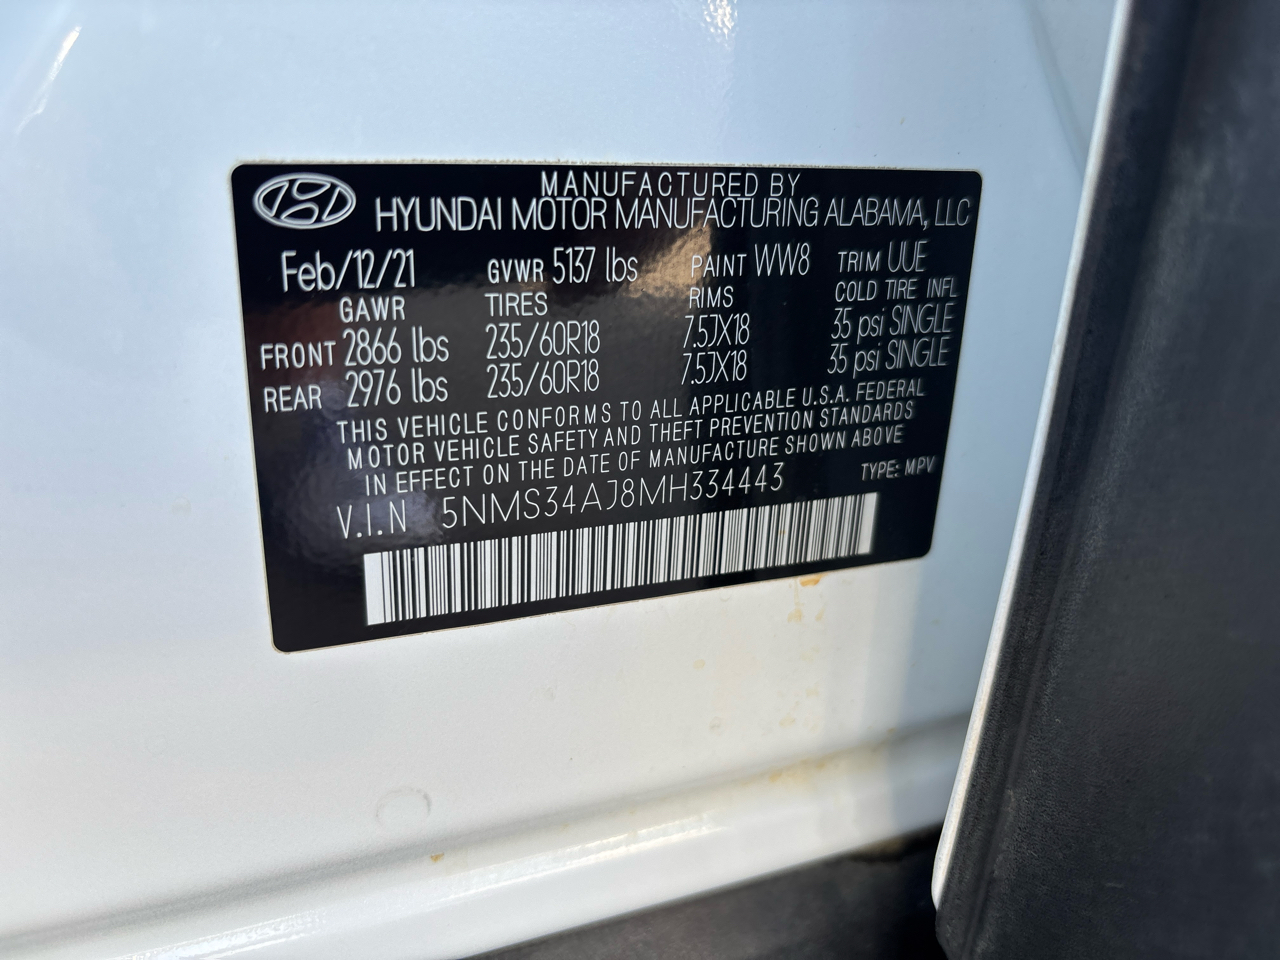 MANUFACTURED BY
HYUNDAI MOTOR MANUFACTURING ALABAMA, LLC
Feb/12/21 GVWR 5137 lbs PAINT WW8 TRIM UUE
GAWR TIRES RIMS COLD TIRE INFL
FRONT 2866 lbs 235/60R18 7.5JX18 35 psi SINGLE
REAR 2976 lbs 235/60R18 7.5JX18 35 psi SINGLE
THIS VEHICLE CONFORMS TO ALL APPLICABLE U.S.A. FEDERAL
MOTOR VEHICLE SAFETY AND THEFT PREVENTION STANDARDS
IN EFFECT ON THE DATE OF MANUFACTURE SHOWN ABOVE
V.I.N 5NMS34AJ8MH334443 TYPE: MPV